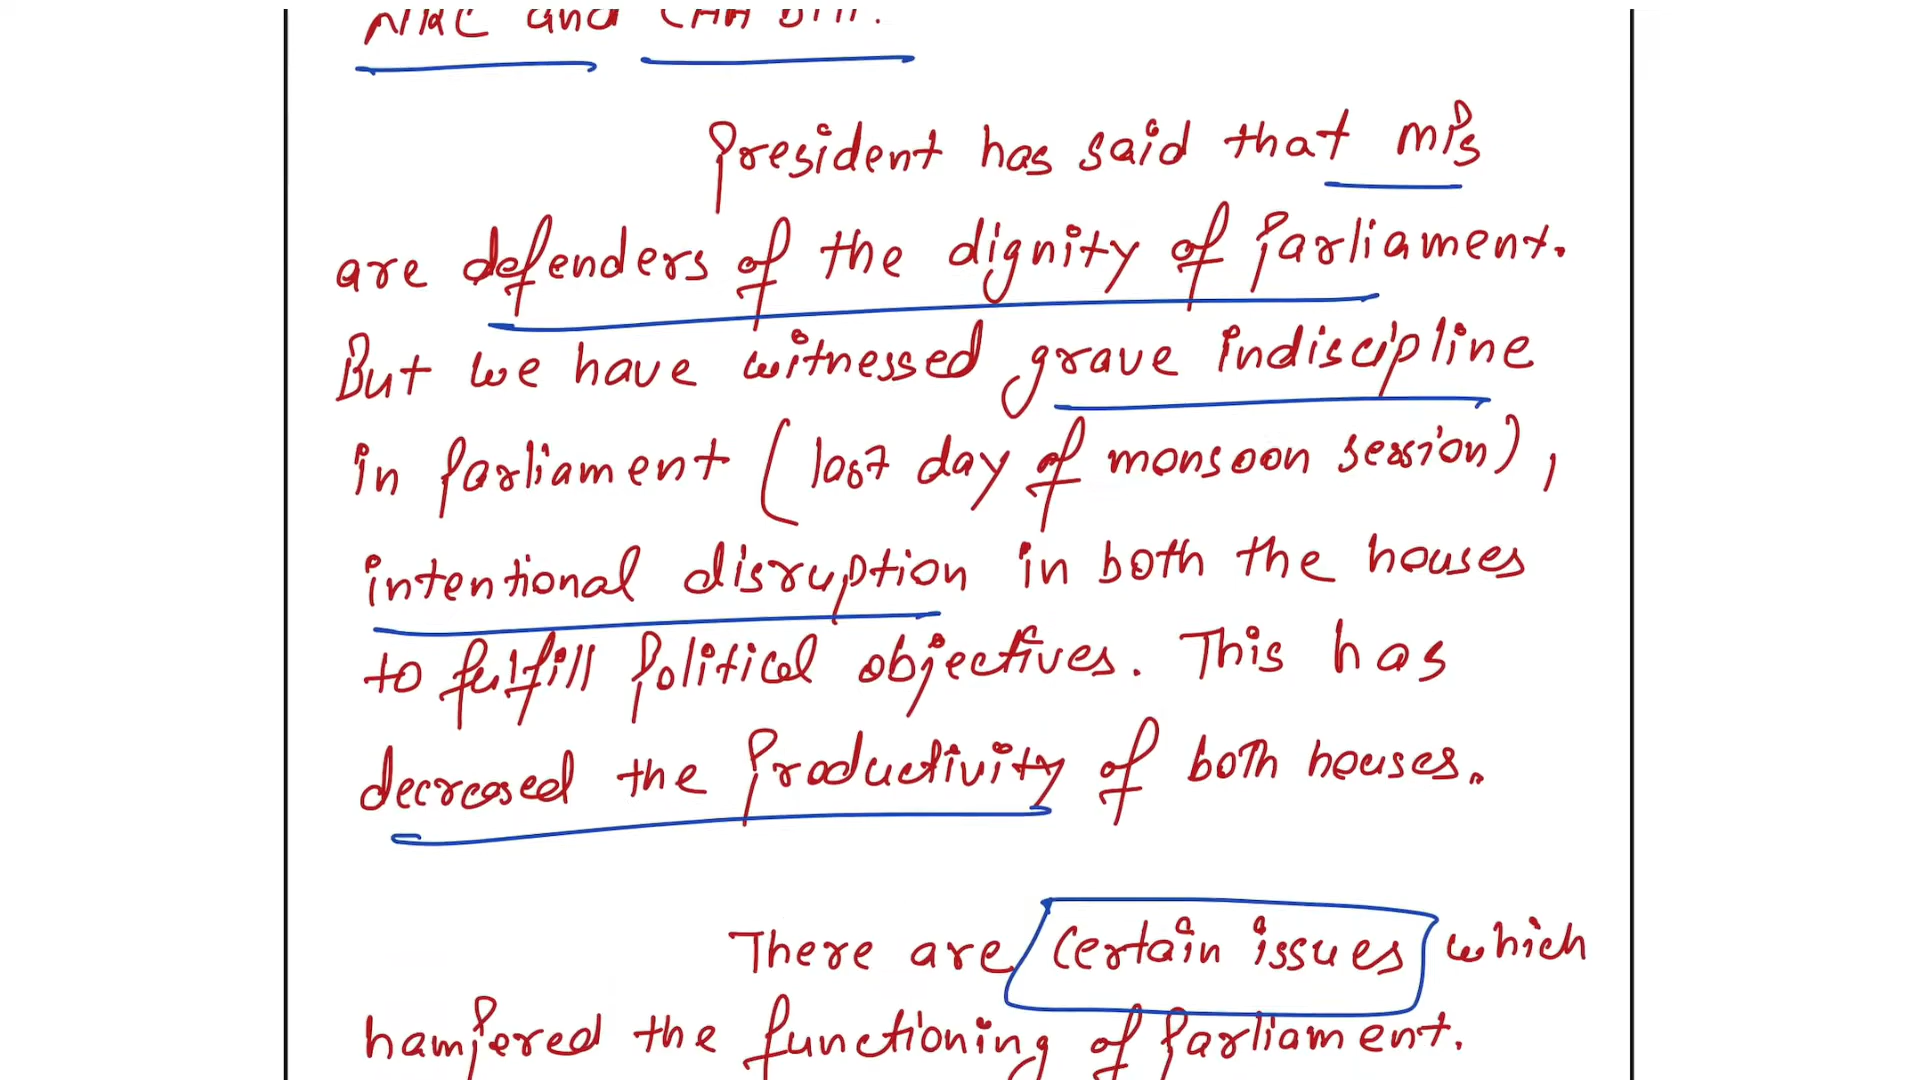 and
President has said that MPs
are defenders of the dignity of Parliament.
But we have witnessed grave indiscipline
in parliament (last day of monsoon session),
intentional disruption in both the houses
to fulfill political objectives. This has
decreased the productivity of both houses.
There are certain issues which
hampered the functioning of Parliament.